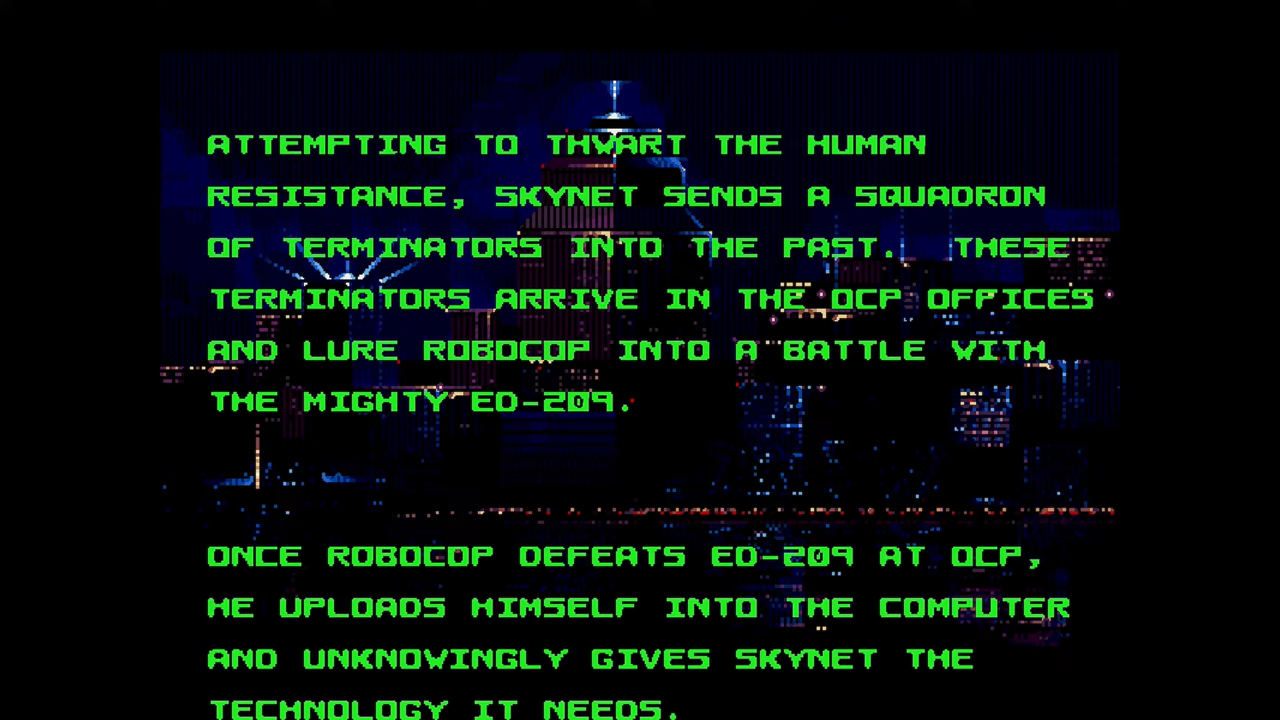 ATTEMPTING TO THWART THE HUMAN
RESISTANCE, SKYNET SENDS A SQUADRON
OF TERMINATORS INTO THE PAST. THESE
TERMINATORS ARRIVE IN THE OCP OFFICES
AND LURE ROBOCOP INTO A BATTLE WITH
THE MIGHTY ED-209.
ONCE ROBOCOP DEFEATS ED-209 AT OCP,
HE UPLOADS HIMSELF INTO THE COMPUTER
AND UNKNOWINGLY GIVES SKYNET THE
TECHNOLOGY IT NEEDS.